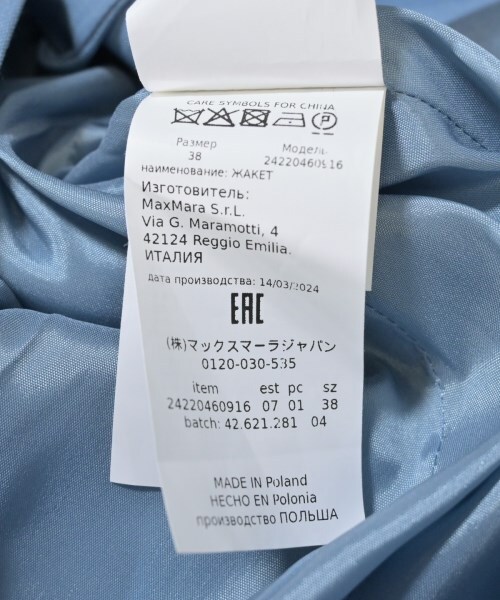 CARE SYMBOLS FOR CHINA
P
Размер Модель
38 24220460916
наименование: ЖАКЕТ
Изготовитель:
MaxMara S.r.L.
Via G. Maramotti, 4
42124 Reggio Emilia.
ИТАЛИЯ
дата производства: 14/03/2024
EAC
(株)マックスマーラジャパン
0120-030-535
item est pc sz
24220460916 07 01 38
batch: 42.621.281 04
MADE IN Poland
HECHO EN Polonia
производство ПОЛЬША